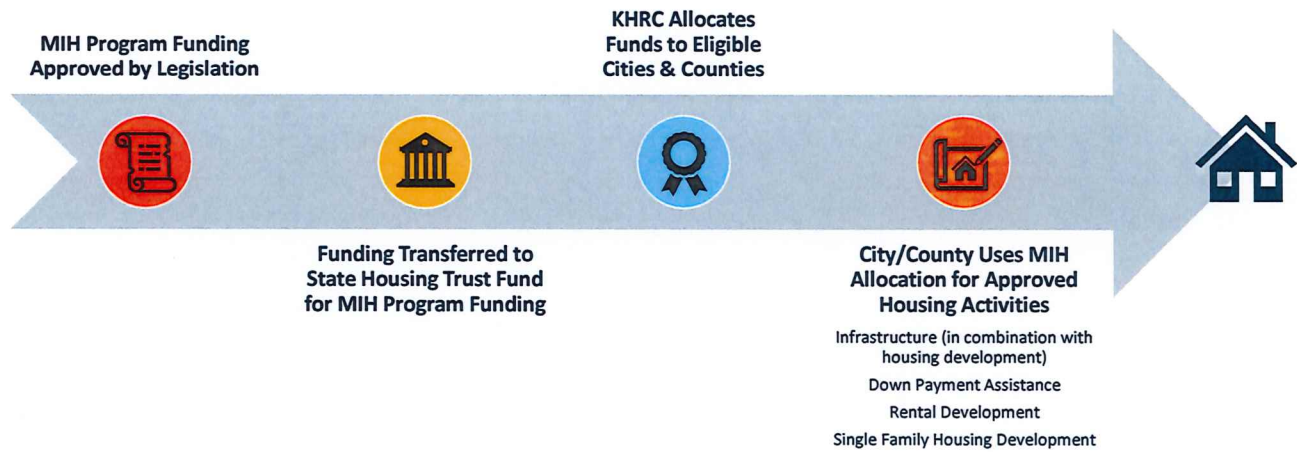 MIH Program Funding
Approved by Legislation
Funding Transferred to
State Housing Trust Fund
for MIH Program Funding
KHRC Allocates
Funds to Eligible
Cities & Counties
City/County Uses MIH
Allocation for Approved
Housing Activities
Infrastructure (in combination with
housing development)
Down Payment Assistance
Rental Development
Single Family Housing Development